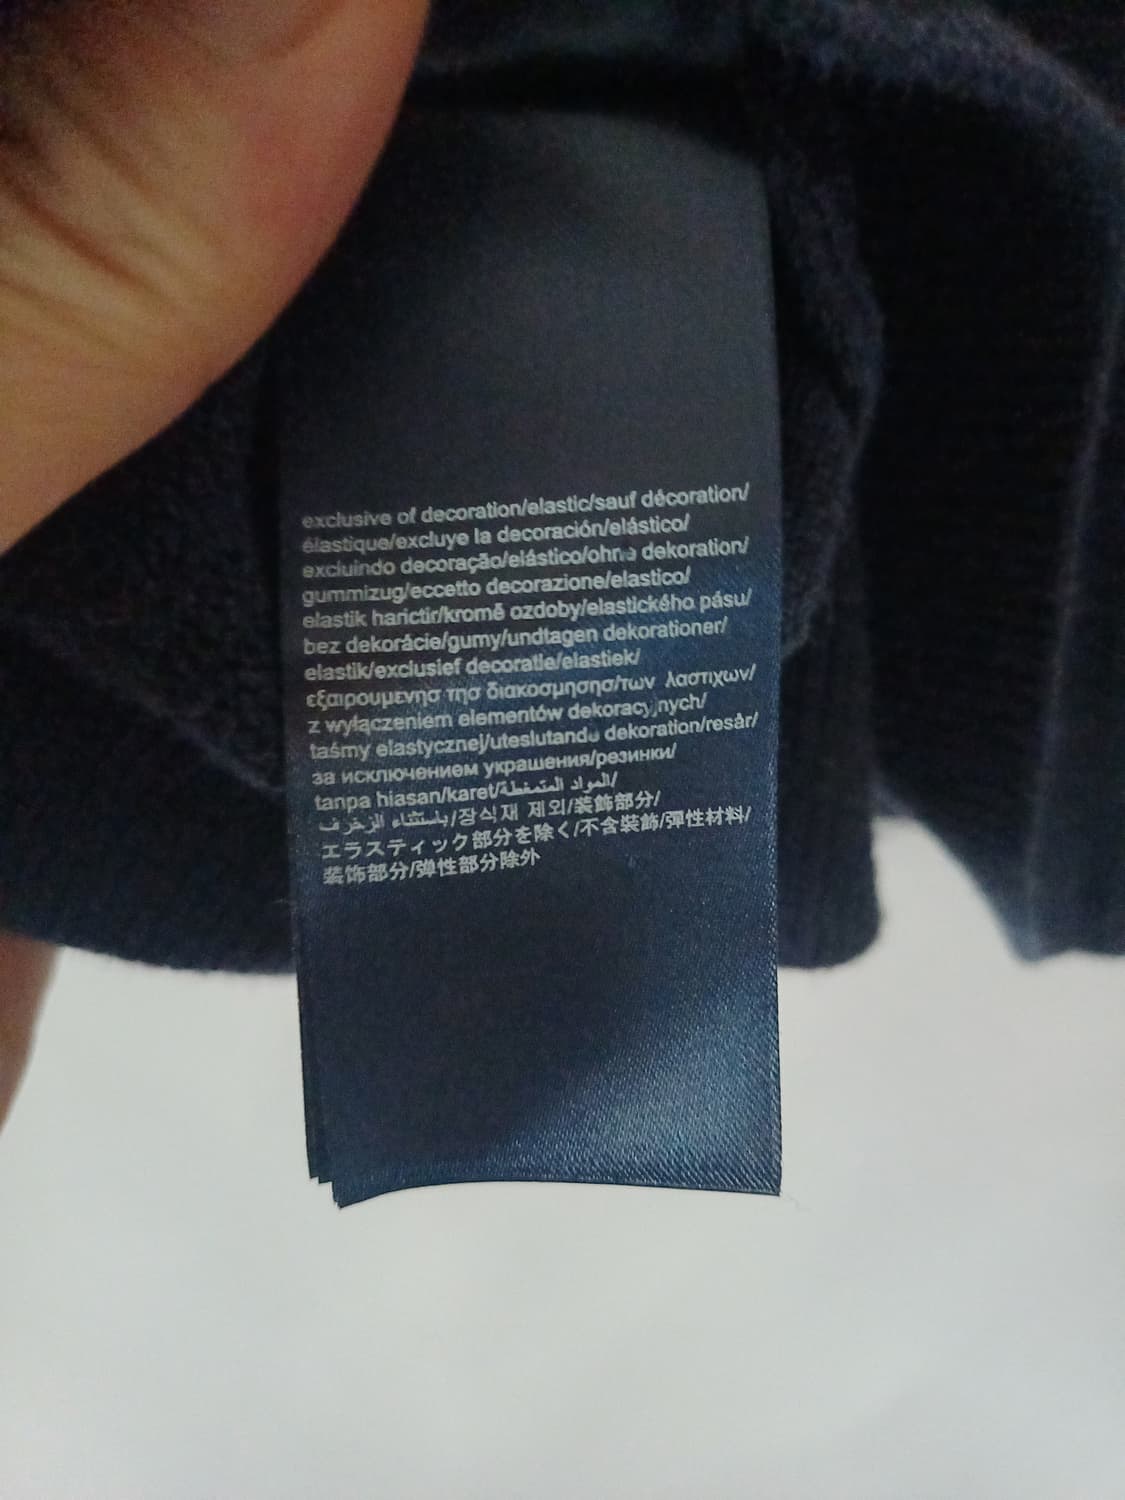 exclusive of decoration/elastic/sauf décoration/
élastique/excluye la decoración/elástico/
excluindo decoração/elástico/ohne dekoration/
gummizug/eccetto decorazione/elastico/
elastik harictir/kromě ozdoby/elastického pásu/
bez dekorácie/gumy/undtagen dekorationer/
elastik/exclusief decoratie/elastiek/
εξαιρουμενησ τησ διακοσμησησ/των λαστιχων/
z wyłączeniem elementów dekoracyjnych/
taśmy elastycznej/uteslutande dekoration/resår/
за исключением украшения/резинки/
tanpa hiasan/karet/المواد المتمغطة/
باستثناء الزخرف/장식재 제외/装飾部分/
エラスティック部分を除く/不含裝飾/彈性材料/
装饰部分/弹性部分除外